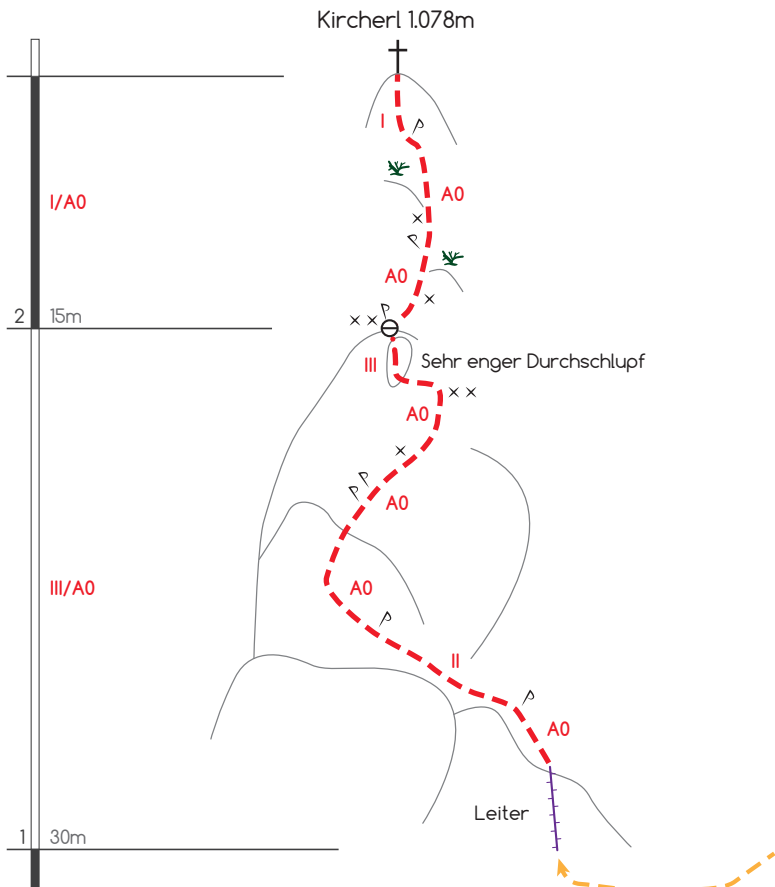 Kircherl 1.078m
I
I/A0
A0
A0
2 15m
III
Sehr enger Durchschlupf
A0
A0
III/A0
A0
II
A0
Leiter
1 30m